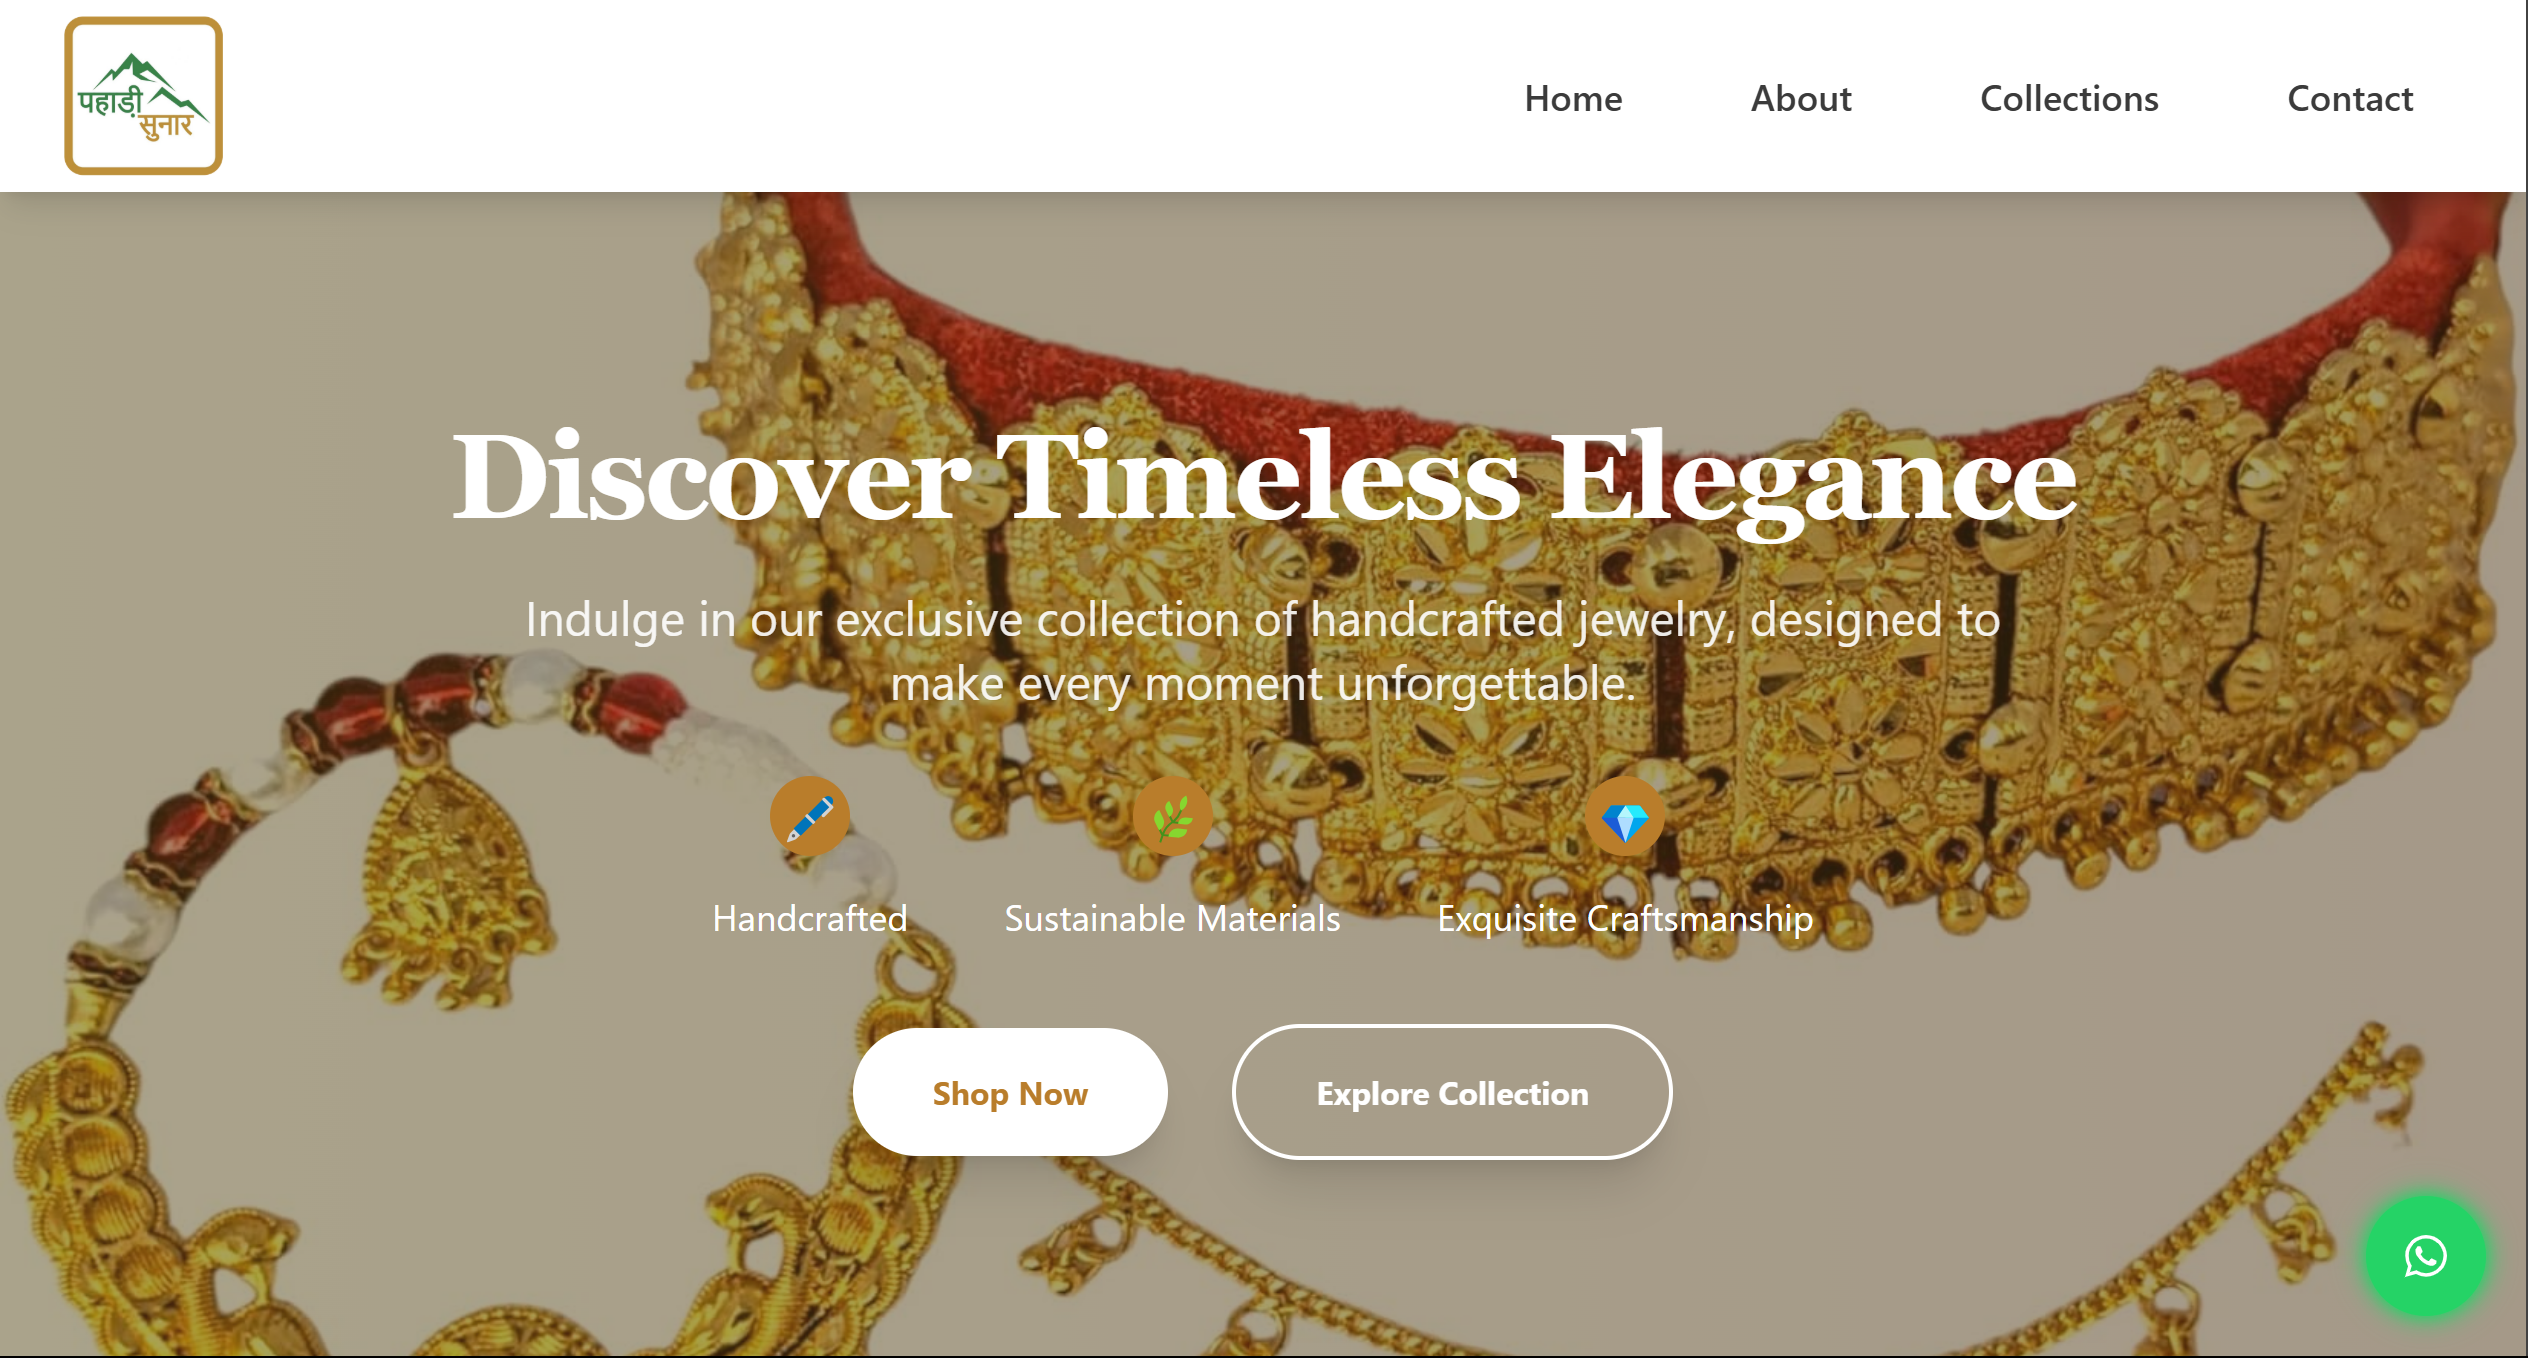 पहाड़ी
सुनार
Home
About
Collections
Contact
Discover Timeless Elegance
Indulge in our exclusive collection of handcrafted jewelry, designed to
make every moment unforgettable.
Handcrafted
Sustainable Materials
Exquisite Craftsmanship
Shop Now
Explore Collection